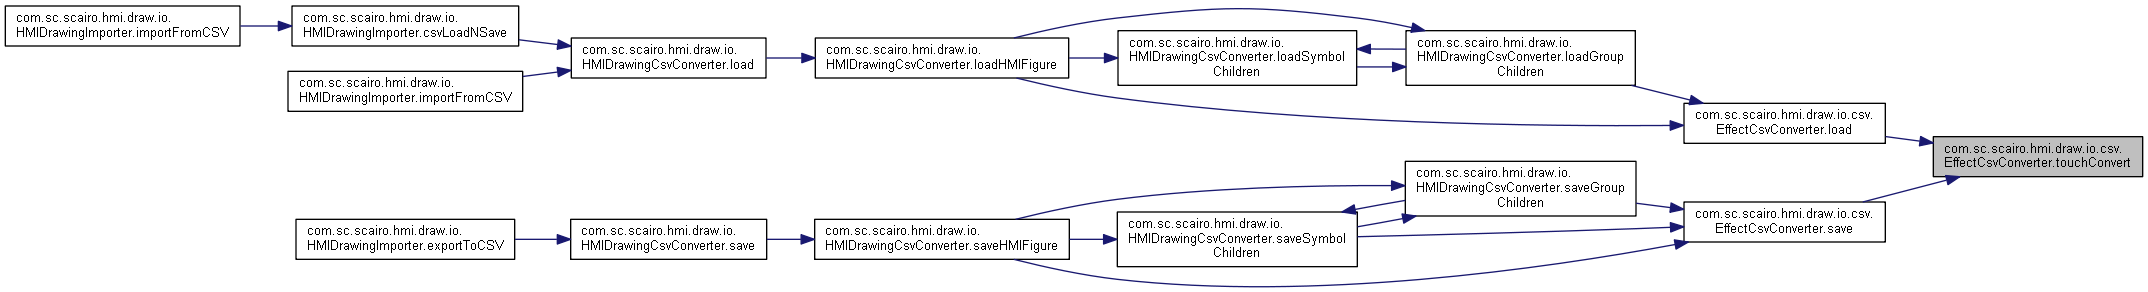 com.sc.scairo.hmi.draw.io.
HMIDrawingImporter.importFromCSV
com.sc.scairo.hmi.draw.io.
HMIDrawingImporter.csvLoadNSave
com.sc.scairo.hmi.draw.io.
HMIDrawingImporter.importFromCSV
com.sc.scairo.hmi.draw.io.
HMIDrawingCsvConverter.load
com.sc.scairo.hmi.draw.io.
HMIDrawingCsvConverter.loadHMIFigure
com.sc.scairo.hmi.draw.io.
HMIDrawingCsvConverter.loadSymbol
Children
com.sc.scairo.hmi.draw.io.
HMIDrawingCsvConverter.loadGroup
Children
com.sc.scairo.hmi.draw.io.csv.
EffectCsvConverter.load
com.sc.scairo.hmi.draw.io.csv.
EffectCsvConverter.touchConvert
com.sc.scairo.hmi.draw.io.
HMIDrawingImporter.exportToCSV
com.sc.scairo.hmi.draw.io.
HMIDrawingCsvConverter.save
com.sc.scairo.hmi.draw.io.
HMIDrawingCsvConverter.saveHMIFigure
com.sc.scairo.hmi.draw.io.
HMIDrawingCsvConverter.saveSymbol
Children
com.sc.scairo.hmi.draw.io.
HMIDrawingCsvConverter.saveGroup
Children
com.sc.scairo.hmi.draw.io.csv.
EffectCsvConverter.save